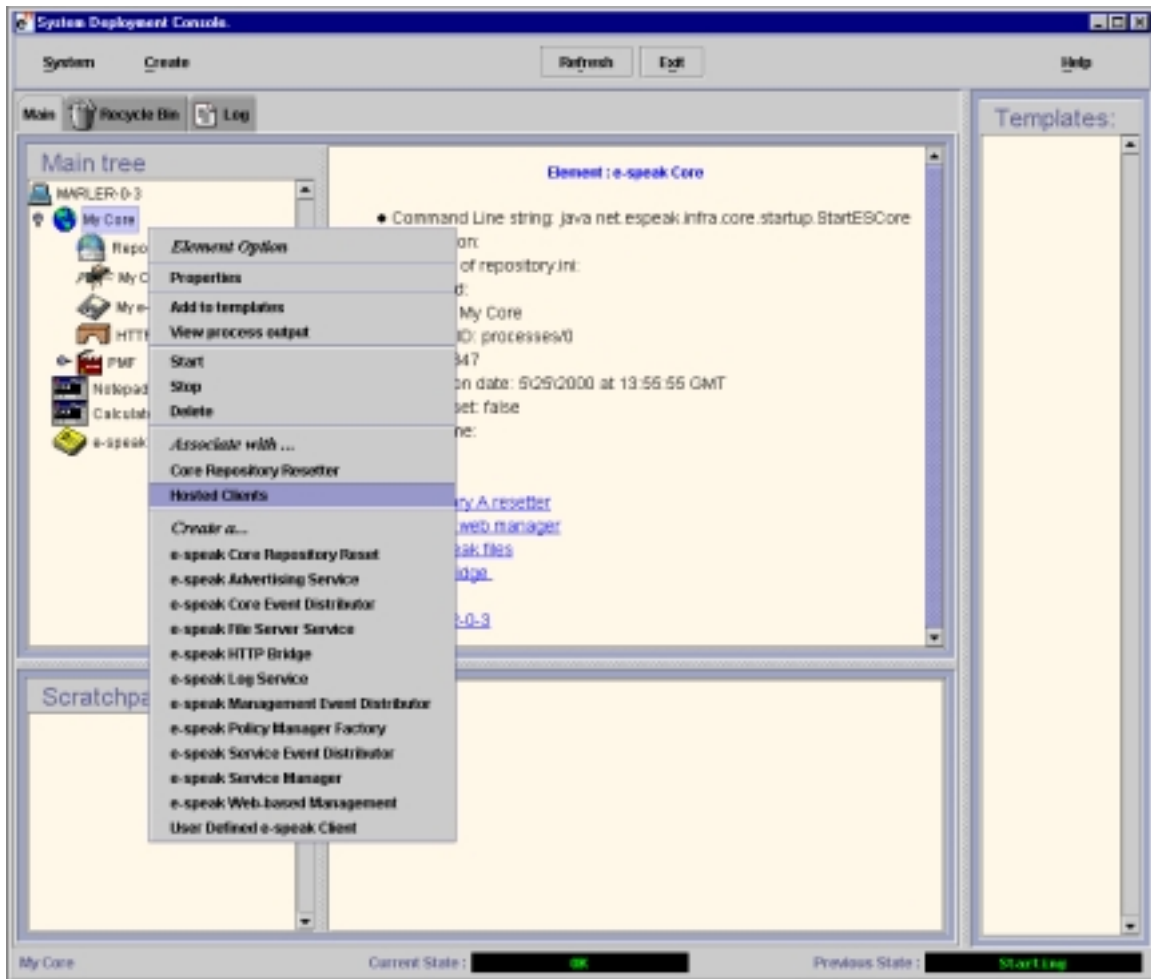 System Deployment Console.
System Create Refresh Exit Help
Main Recycle Bin Log
Templates:
Main tree
MARLER-0-3
My Core
Repo
My C
My e-
HTT
PMF
Notepad
Calculat
e-speak
Element : e-speak Core
Command Line string: java net.espeak.infra.core.startup.StartESCore
on:
of repository.ini:
d:
My Core
ID: processes/0
847
on date: 5\25\2000 at 13:55:55 GMT
set: false
me:
ry A resetter
web manager
eak files
idge
-0-3
Element Option
Properties
Add to templates
View process output
Start
Stop
Delete
Associate with ...
Core Repository Resetter
Hosted Clients
Create a...
e-speak Core Repository Reset
e-speak Advertising Service
e-speak Core Event Distributor
e-speak File Server Service
e-speak HTTP Bridge
e-speak Log Service
e-speak Management Event Distributor
e-speak Policy Manager Factory
e-speak Service Event Distributor
e-speak Service Manager
e-speak Web-based Management
User Defined e-speak Client
Scratchpa
My Core Current State : OK Previous State : Starting